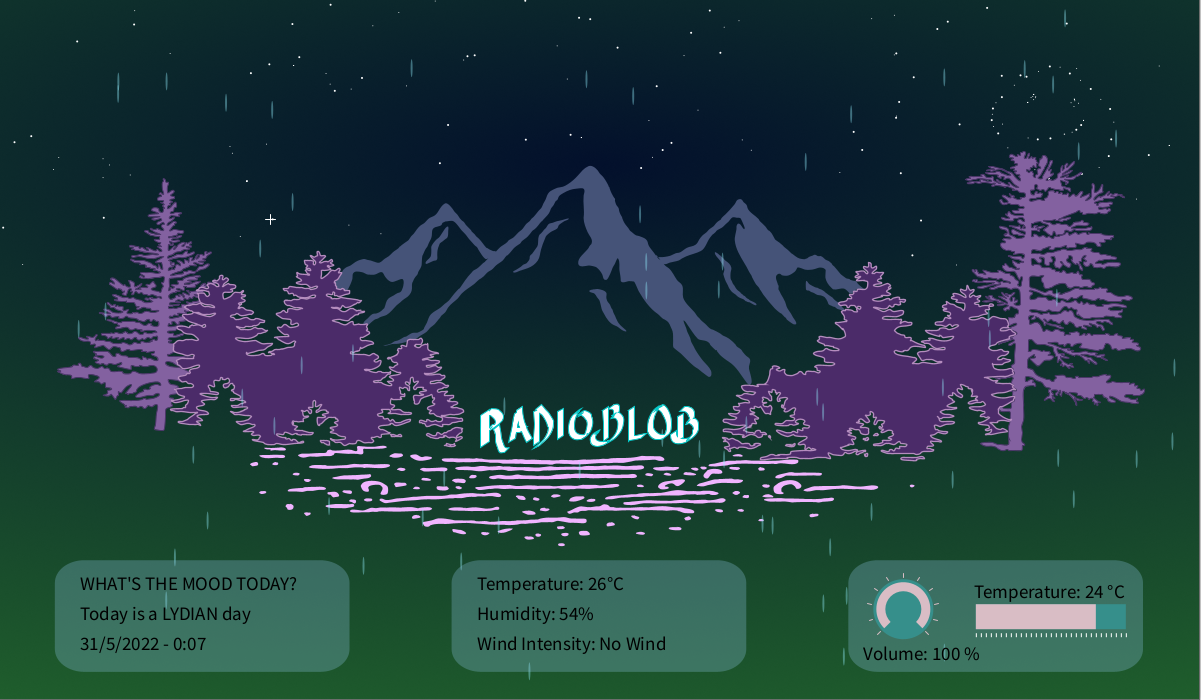 RADIOBLOB
WHAT'S THE MOOD TODAY?
Today is a LYDIAN day
31/5/2022 - 0:07
Temperature: 26°C
Humidity: 54%
Wind Intensity: No Wind
Temperature: 24 °C
Volume: 100 %